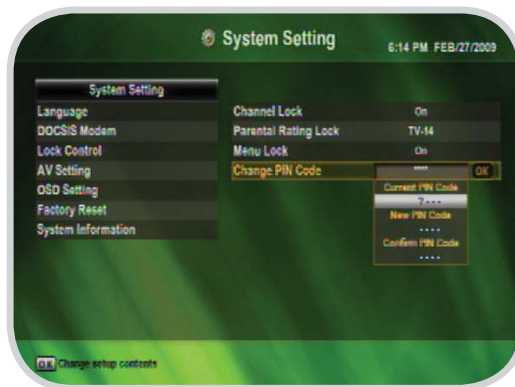 System Setting
6:14 PM FEB/27/2009
System Setting
Language
DOCSIS Modem
Lock Control
AV Setting
OSD Setting
Factory Reset
System Information
Channel Lock On
Parental Rating Lock TV-14
Menu Lock On
Change PIN Code **** OK
Current PIN Code
? - - -
New PIN Code
- - - -
Confirm PIN Code
- - - -
OK Change setup contents